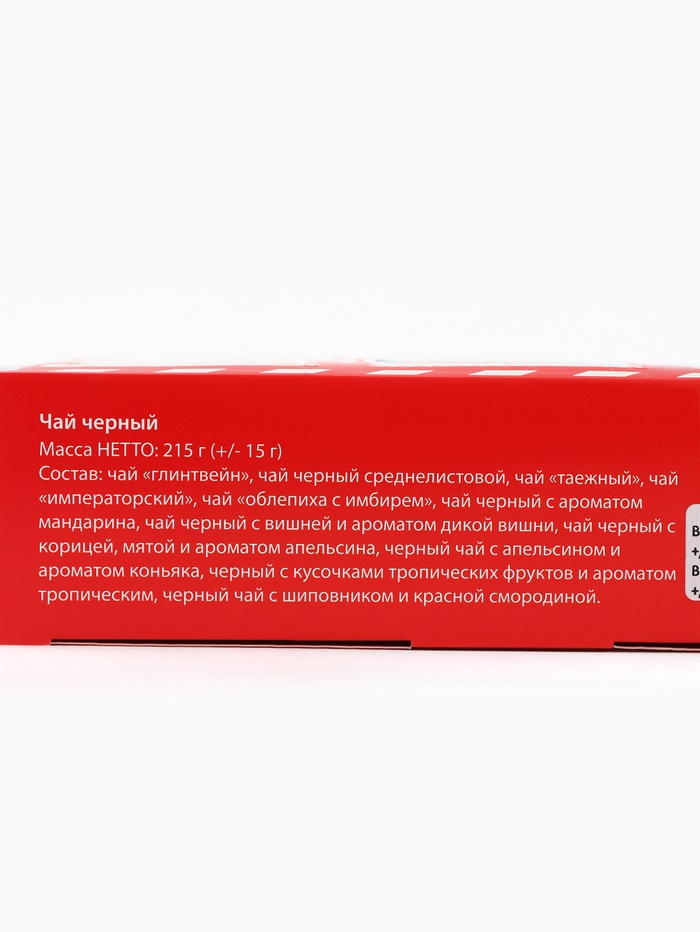 Чай черный
Масса НЕТТО: 215 г (+/- 15 г)
Состав: чай «глинтвейн», чай черный среднелистовой, чай «таежный», чай
«императорский», чай «облепиха с имбирем», чай черный с ароматом
мандарина, чай черный с вишней и ароматом дикой вишни, чай черный с
корицей, мятой и ароматом апельсина, черный чай с апельсином и
ароматом коньяка, черный с кусочками тропических фруктов и ароматом
тропическим, черный чай с шиповником и красной смородиной.